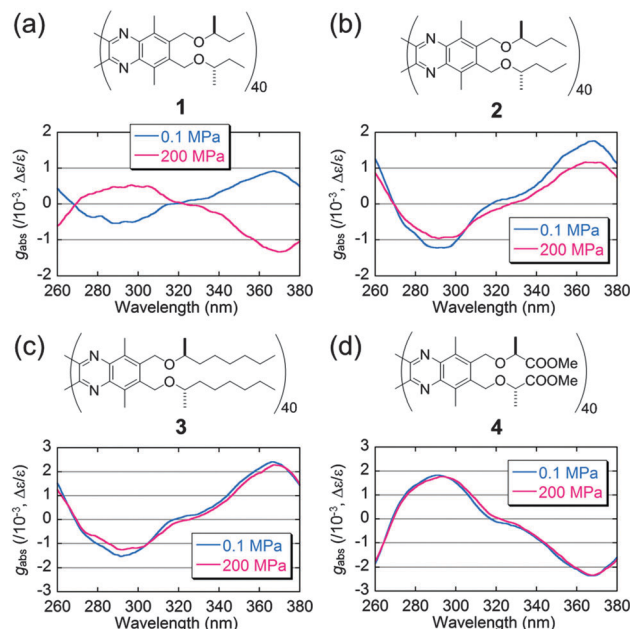 (a)
N
N
O
O
40
1
0.1 MPa
200 MPa
g_abs (/10⁻³, Δε/ε)
2
1
0
-1
-2
260 280 300 320 340 360 380
Wavelength (nm)
(b)
N
N
O
O
40
2
0.1 MPa
200 MPa
g_abs (/10⁻³, Δε/ε)
2
1
0
-1
-2
260 280 300 320 340 360 380
Wavelength (nm)
(c)
N
N
O
O
40
3
0.1 MPa
200 MPa
g_abs (/10⁻³, Δε/ε)
3
2
1
0
-1
-2
-3
260 280 300 320 340 360 380
Wavelength (nm)
(d)
N
N
O COOMe
O COOMe
40
4
0.1 MPa
200 MPa
g_abs (/10⁻³, Δε/ε)
3
2
1
0
-1
-2
-3
260 280 300 320 340 360 380
Wavelength (nm)